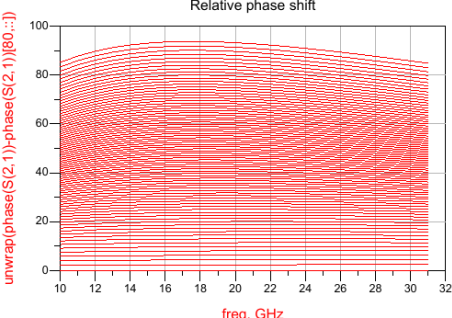 Relative phase shift
unwrap(phase(S(2,1))-phase(S(2,1))[80,::])
100
80
60
40
20
0
10 12 14 16 18 20 22 24 26 28 30 32
freq, GHz